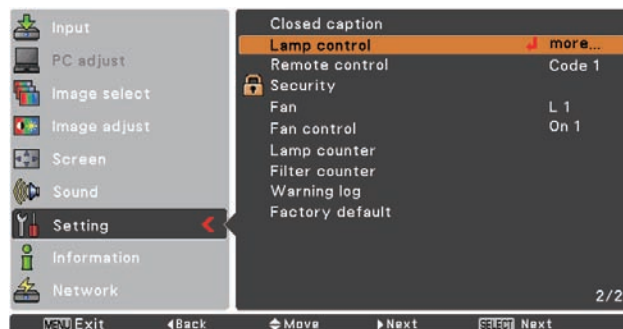 Input
PC adjust
Image select
Image adjust
Screen
Sound
Setting
Information
Network
Closed caption
Lamp control more...
Remote control Code 1
Security
Fan L 1
Fan control On 1
Lamp counter
Filter counter
Warning log
Factory default
2/2
MENU Exit Back Move Next SELECT Next